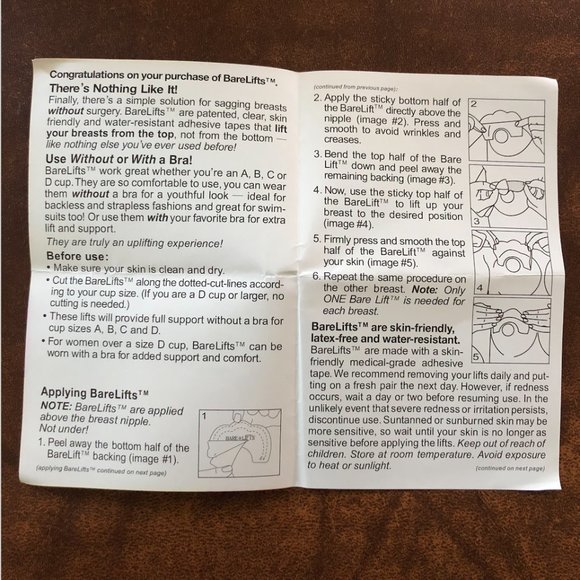 Congratulations on your purchase of BareLifts™.
There's Nothing Like It!
Finally, there's a simple solution for sagging breasts
without surgery. BareLifts™ are patented, clear, skin
friendly and water-resistant adhesive tapes that lift
your breasts from the top, not from the bottom —
like nothing else you've ever used before!
Use Without or With a Bra!
BareLifts™ work great whether you're an A, B, C or
D cup. They are so comfortable to use, you can wear
them without a bra for a youthful look — ideal for
backless and strapless fashions and great for swim-
suits too! Or use them with your favorite bra for extra
lift and support.
They are truly an uplifting experience!
Before use:
• Make sure your skin is clean and dry.
• Cut the BareLifts™ along the dotted-cut-lines accord-
ing to your cup size. (If you are a D cup or larger, no
cutting is needed.)
• These lifts will provide full support without a bra for
cup sizes A, B, C and D.
• For women over a size D cup, BareLifts™ can be
worn with a bra for added support and comfort.
Applying BareLifts™
NOTE: BareLifts™ are applied
above the breast nipple.
Not under!
1. Peel away the bottom half of the
BareLift™ backing (image #1).
(applying BareLifts™ continued on next page)
1
BARE LIFTS
(continued from previous page):
2. Apply the sticky bottom half of
the BareLift™ directly above the
nipple (image #2). Press and
smooth to avoid wrinkles and
creases.
3. Bend the top half of the Bare
Lift™ down and peel away the
remaining backing (image #3).
4. Now, use the sticky top half of
the BareLift™ to lift up your
breast to the desired position
(image #4).
5. Firmly press and smooth the top
half of the BareLift™ against
your skin (image #5).
6. Repeat the same procedure on
the other breast. Note: Only
ONE Bare Lift™ is needed for
each breast.
2
3
4
5
BareLifts™ are skin-friendly,
latex-free and water-resistant.
BareLifts™ are made with a skin-
friendly medical-grade adhesive
tape. We recommend removing your lifts daily and put-
ting on a fresh pair the next day. However, if redness
occurs, wait a day or two before resuming use. In the
unlikely event that severe redness or irritation persists,
discontinue use. Suntanned or sunburned skin may be
more sensitive, so wait until your skin is no longer as
sensitive before applying the lifts. Keep out of reach of
children. Store at room temperature. Avoid exposure
to heat or sunlight.
(continued on next page)